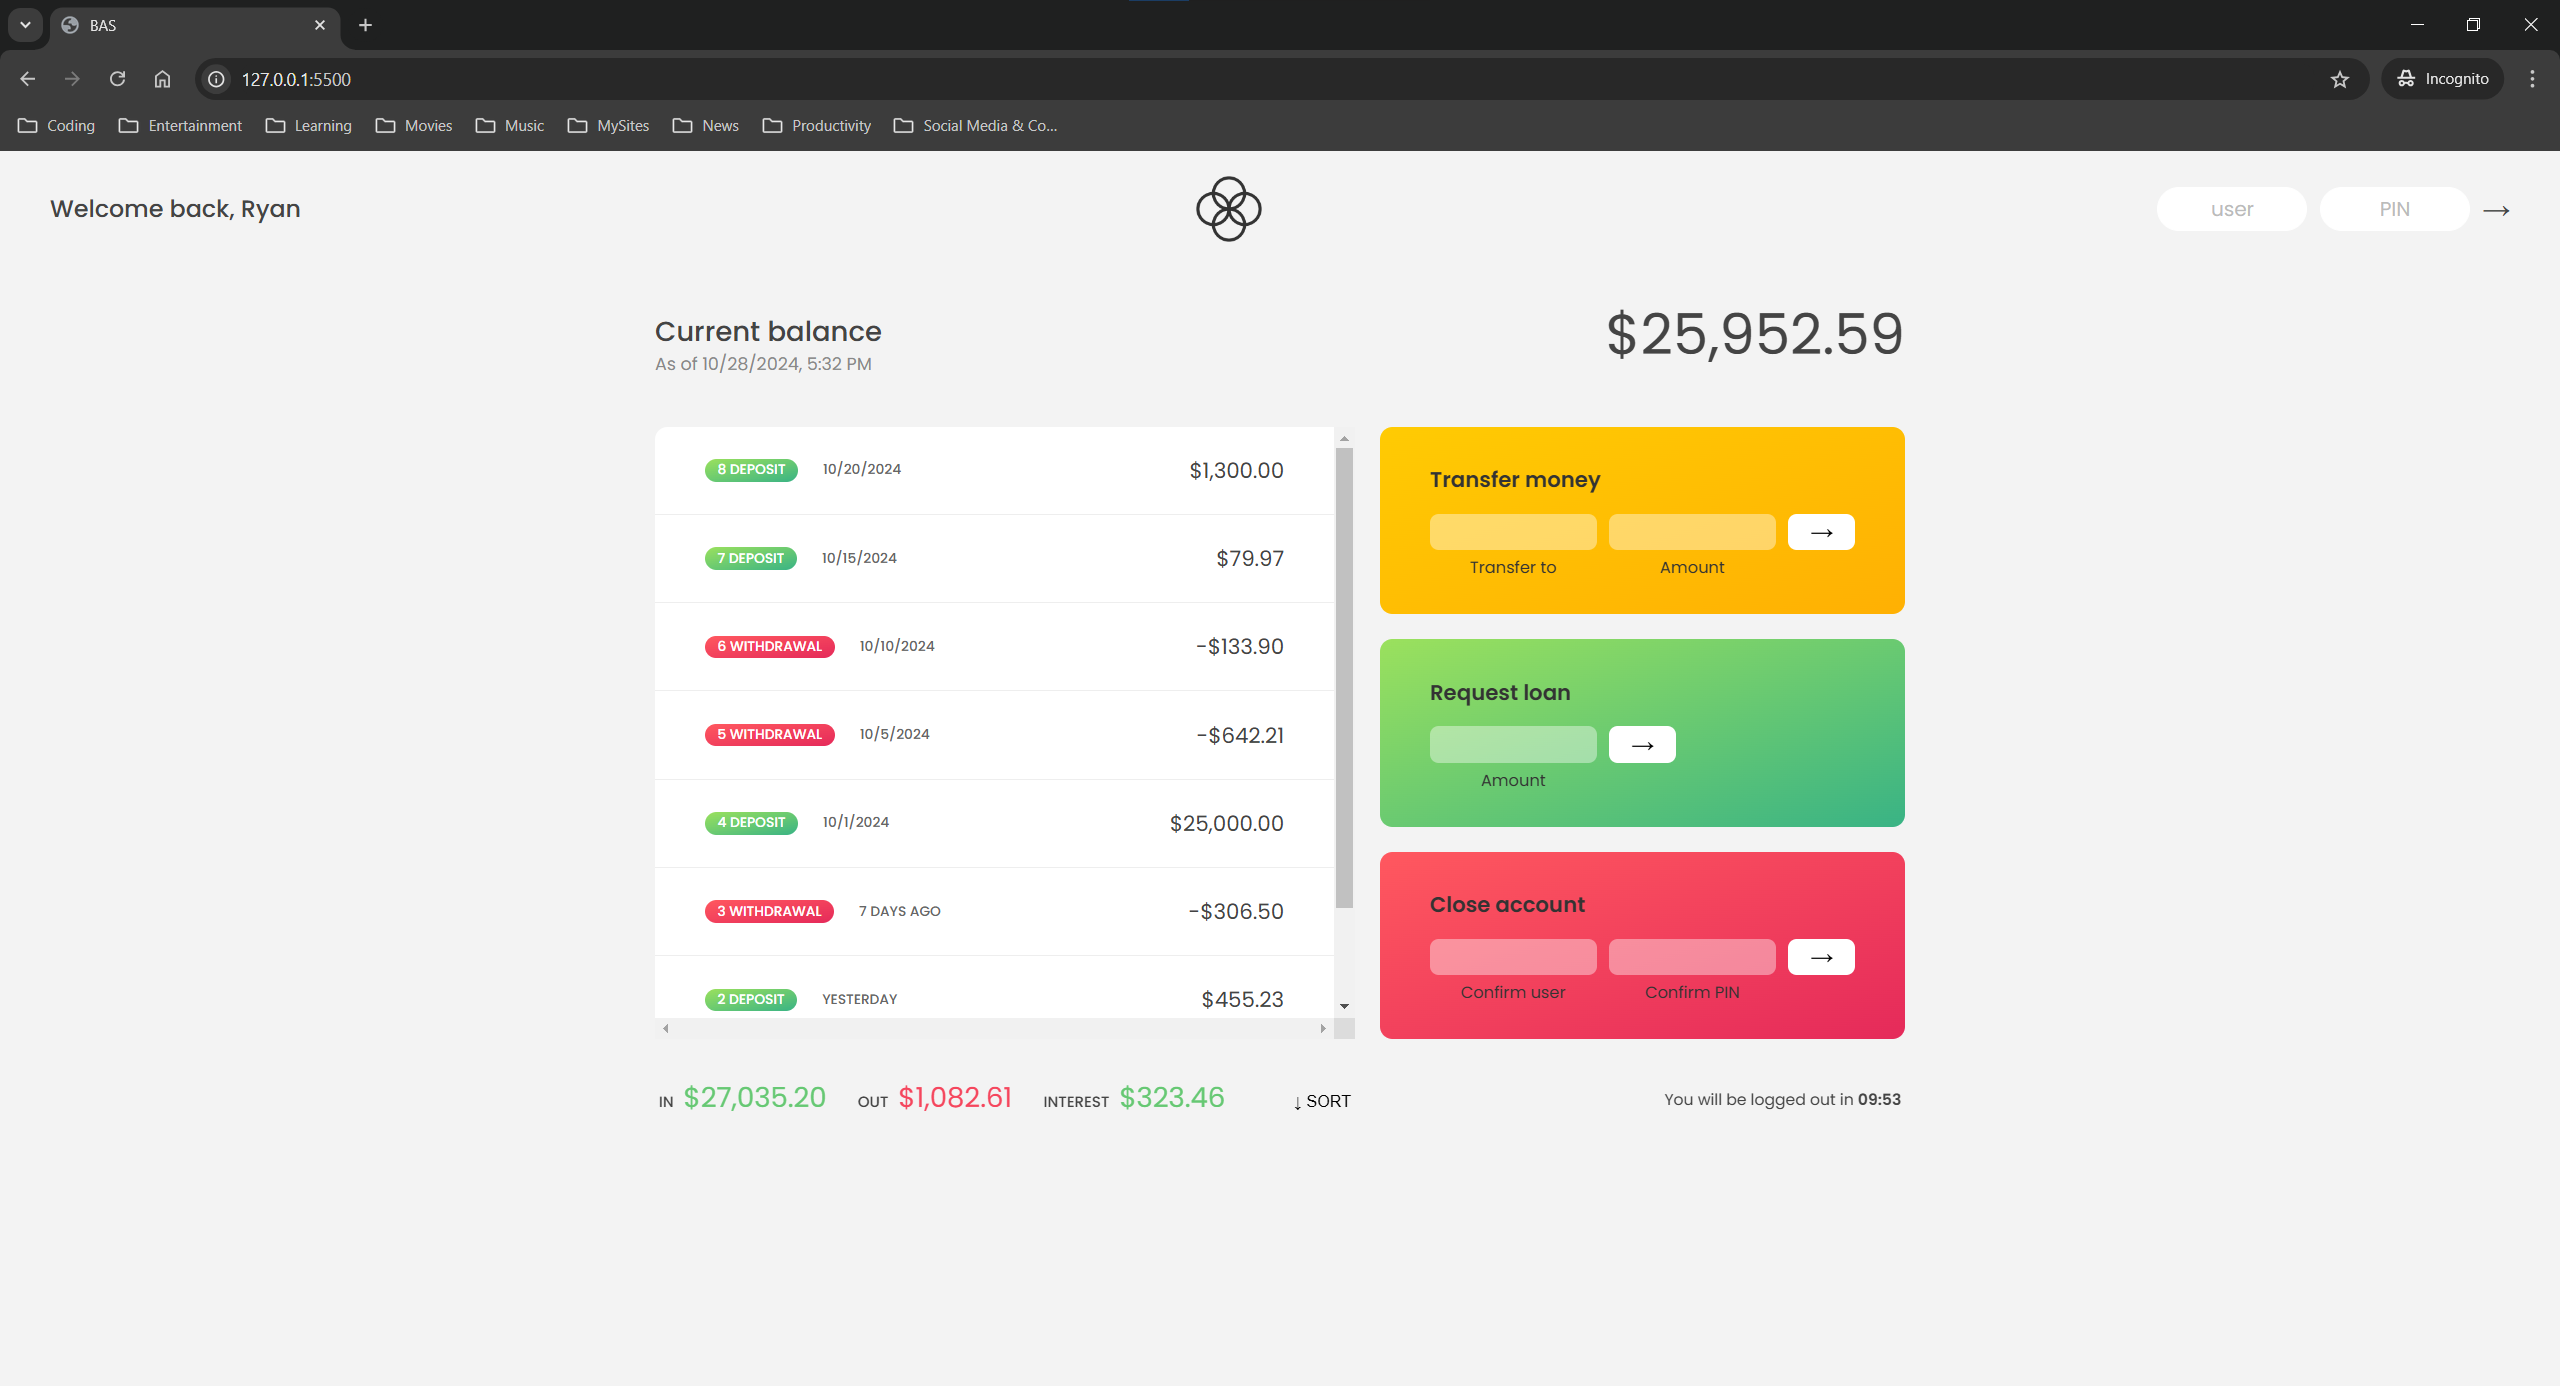 BAS
127.0.0.1:5500
Incognito
Coding Entertainment Learning Movies Music MySites News Productivity Social Media & Co...
Welcome back, Ryan
user PIN →
Current balance
As of 10/28/2024, 5:32 PM
$25,952.59
8 DEPOSIT 10/20/2024 $1,300.00
7 DEPOSIT 10/15/2024 $79.97
6 WITHDRAWAL 10/10/2024 -$133.90
5 WITHDRAWAL 10/5/2024 -$642.21
4 DEPOSIT 10/1/2024 $25,000.00
3 WITHDRAWAL 7 DAYS AGO -$306.50
2 DEPOSIT YESTERDAY $455.23
Transfer money
→
Transfer to Amount
Request loan
→
Amount
Close account
→
Confirm user Confirm PIN
IN $27,035.20 OUT $1,082.61 INTEREST $323.46 ↓ SORT
You will be logged out in 09:53